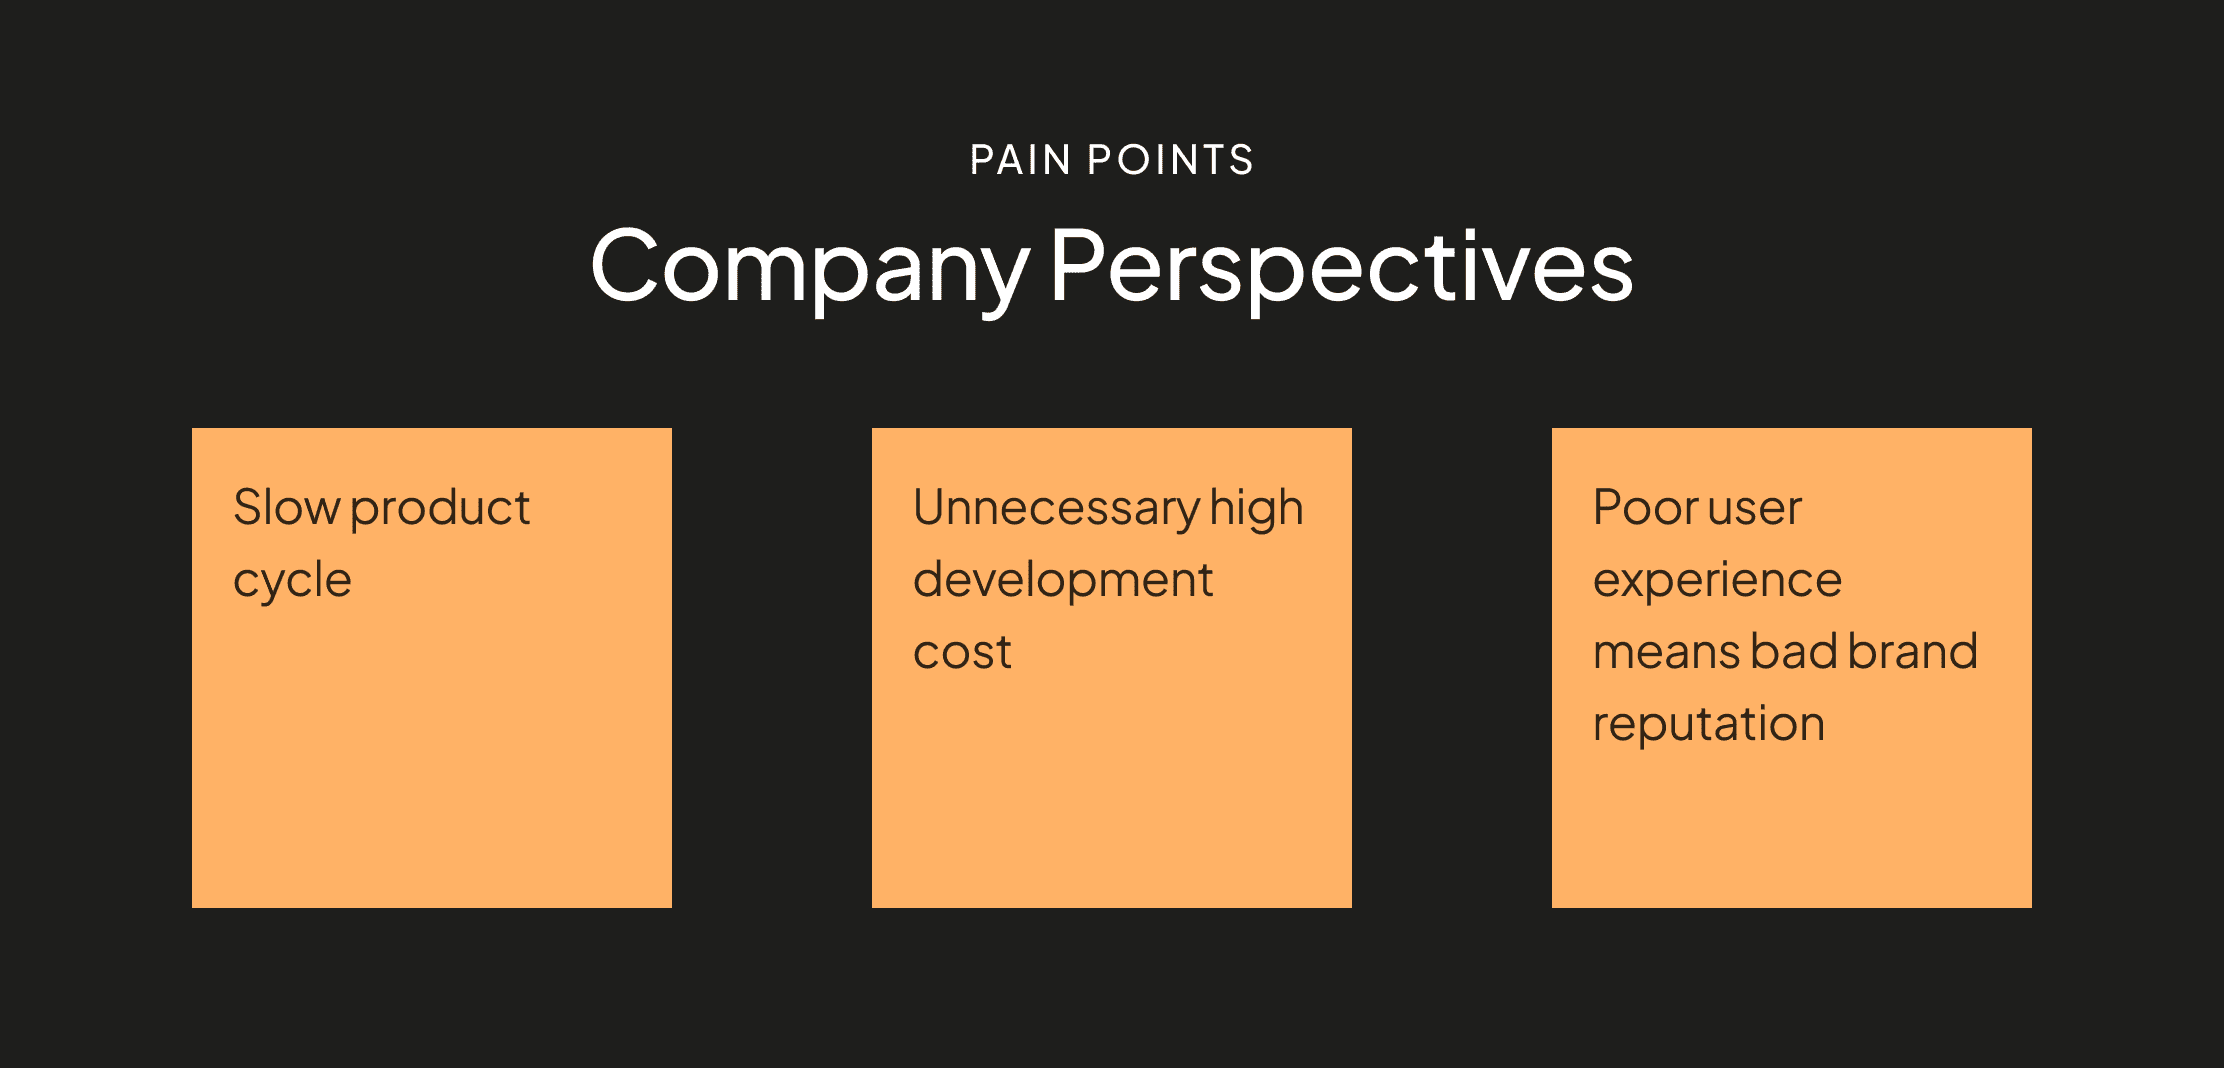 PAIN POINTS
Company Perspectives
Slow product
cycle
Unnecessary high
development
cost
Poor user
experience
means bad brand
reputation